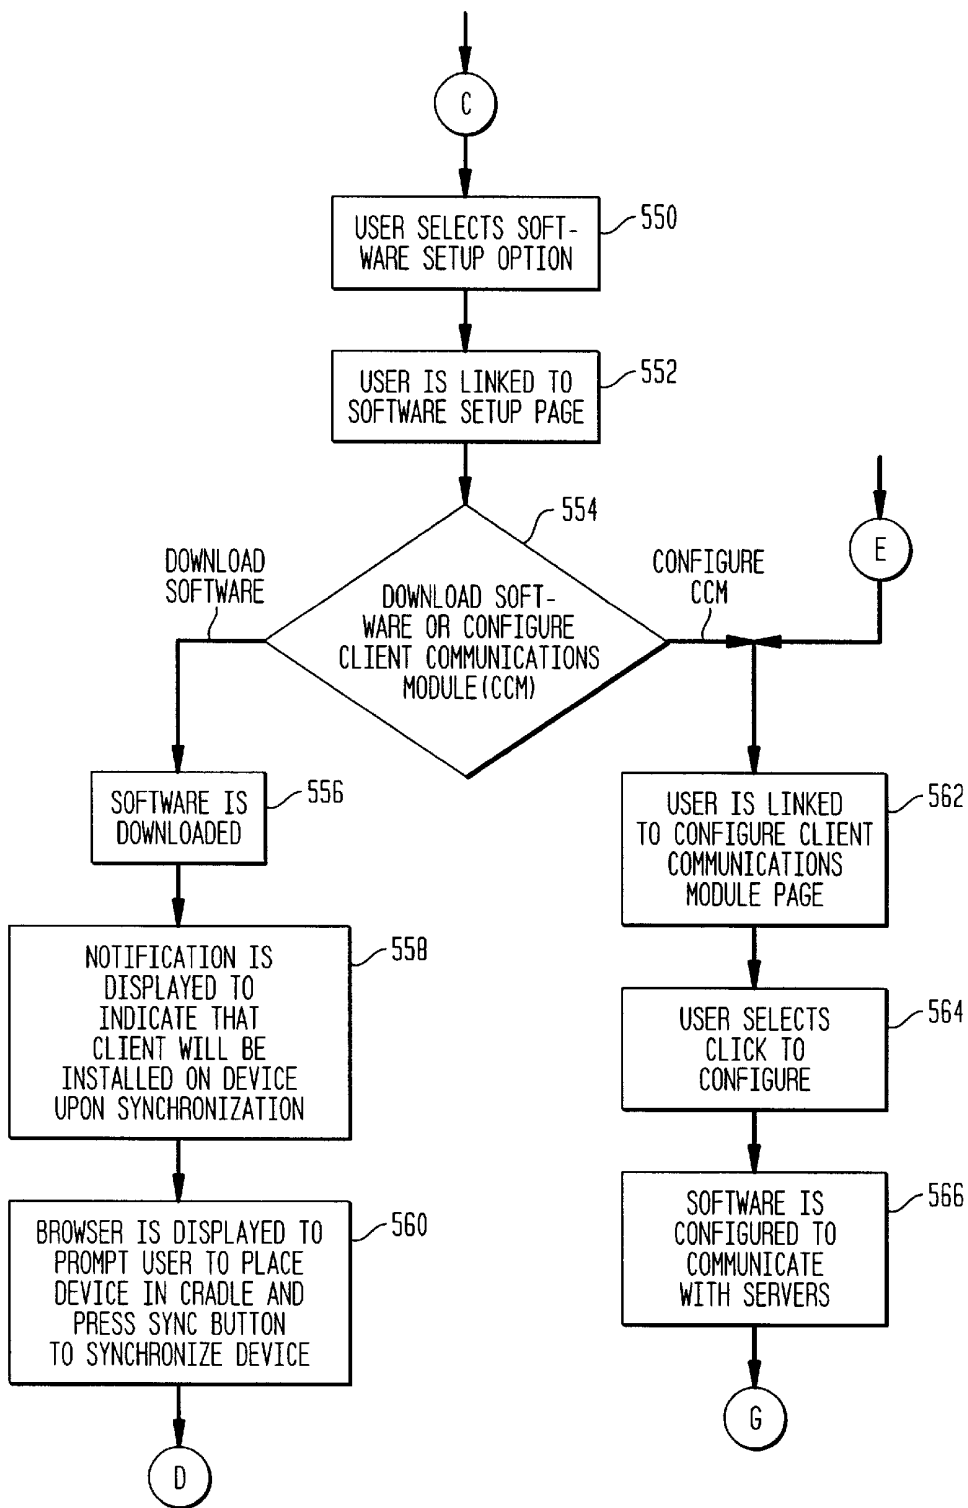 C
USER SELECTS SOFT-
WARE SETUP OPTION
550
USER IS LINKED TO
SOFTWARE SETUP PAGE
552
554
DOWNLOAD
SOFTWARE
DOWNLOAD SOFT-
WARE OR CONFIGURE
CLIENT COMMUNICATIONS
MODULE(CCM)
CONFIGURE
CCM
E
SOFTWARE IS
DOWNLOADED
556
NOTIFICATION IS
DISPLAYED TO
INDICATE THAT
CLIENT WILL BE
INSTALLED ON DEVICE
UPON SYNCHRONIZATION
558
BROWSER IS DISPLAYED TO
PROMPT USER TO PLACE
DEVICE IN CRADLE AND
PRESS SYNC BUTTON
TO SYNCHRONIZE DEVICE
560
D
USER IS LINKED
TO CONFIGURE CLIENT
COMMUNICATIONS
MODULE PAGE
562
USER SELECTS
CLICK TO
CONFIGURE
564
SOFTWARE IS
CONFIGURED TO
COMMUNICATE
WITH SERVERS
566
G